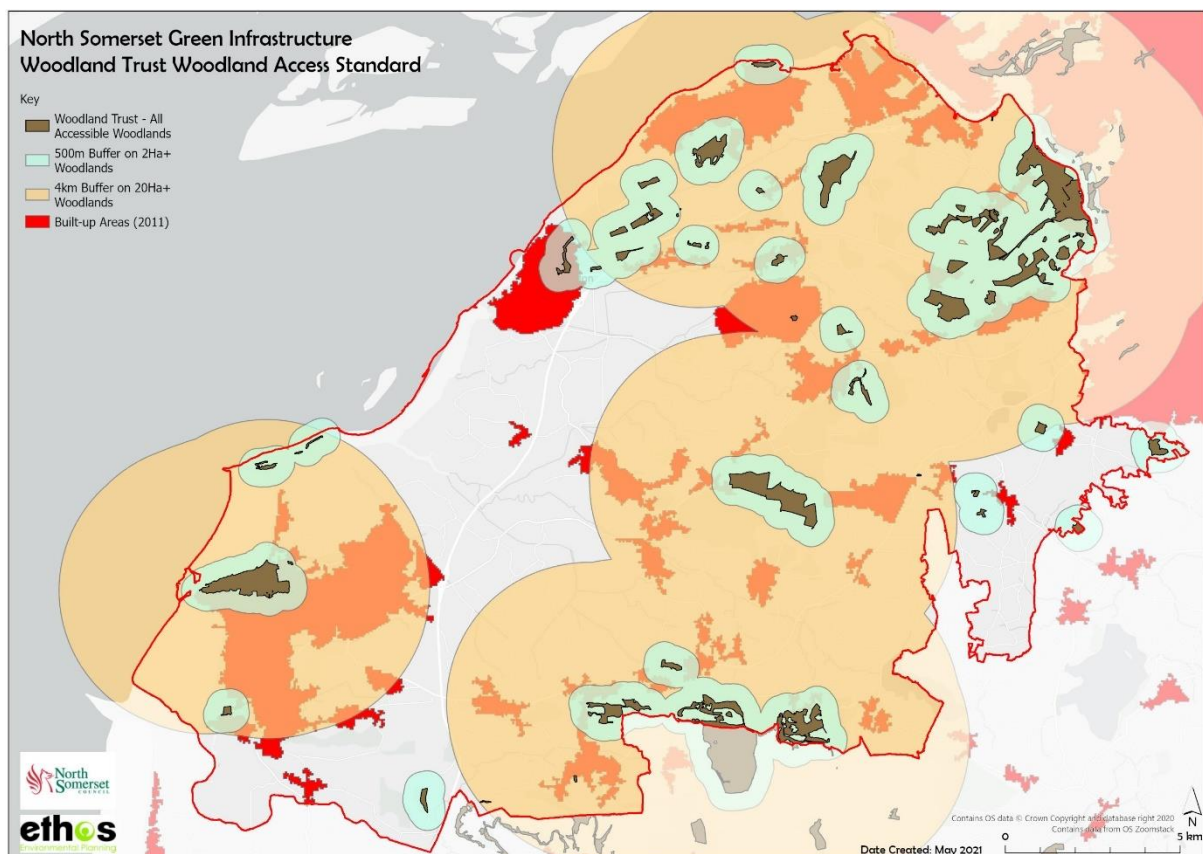 North Somerset Green Infrastructure
Woodland Trust Woodland Access Standard
Key
Woodland Trust - All
Accessible Woodlands
500m Buffer on 2Ha+
Woodlands
4km Buffer on 20Ha+
Woodlands
Built-up Areas (2011)
North
Somerset
COUNCIL
ethos
Environmental Planning
Contains OS data © Crown Copyright and database right 2020
Contains data from OS Zoomstack
N
0
5 km
Date Created: May 2021